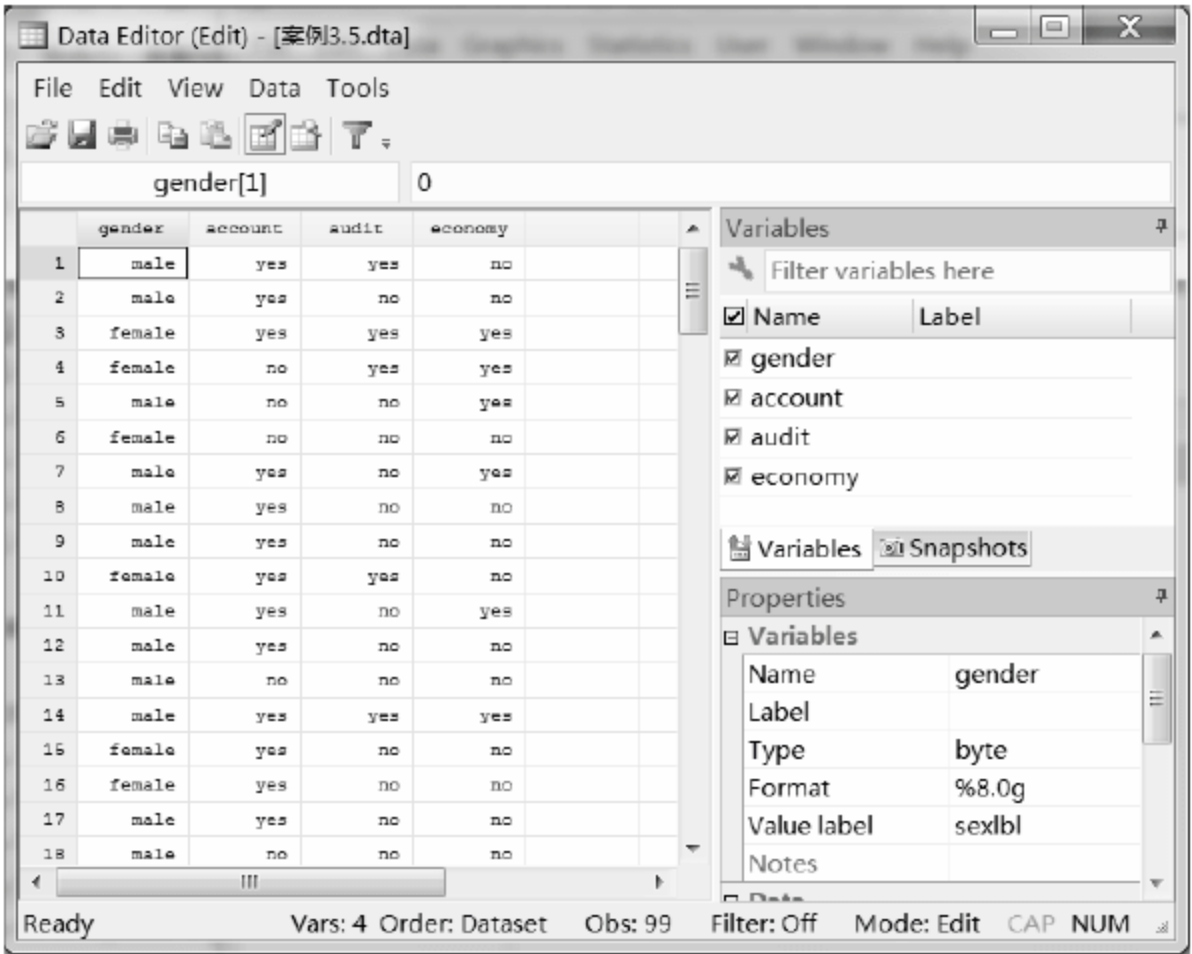 Data Editor (Edit) - [案例3.5.dta]
File Edit View Data Tools
gender[1] 0
gender account audit economy
1 male yes yes no
2 male yes no no
3 female yes yes yes
4 female no yes yes
5 male no no yes
6 female no no no
7 male yes no yes
8 male yes no no
9 male yes no no
10 female yes yes no
11 male yes no yes
12 male yes no no
13 male no no no
14 male yes yes yes
15 female yes no no
16 female yes no no
17 male yes no no
18 male no no no
Variables
Filter variables here
Name Label
gender
account
audit
economy
Variables Snapshots
Properties
Variables
Name gender
Label
Type byte
Format %8.0g
Value label sexlbl
Notes
Data
Ready Vars: 4 Order: Dataset Obs: 99 Filter: Off Mode: Edit CAP NUM